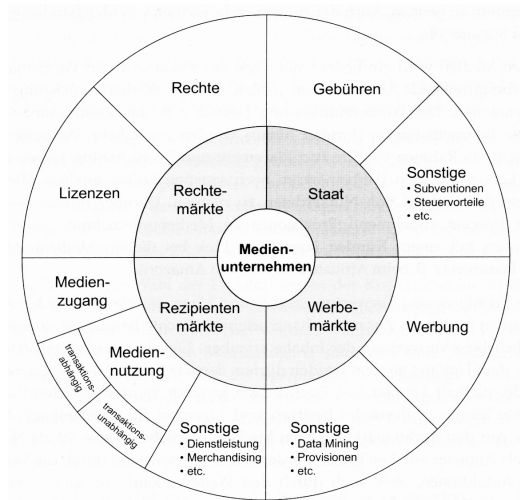 Rechte
Gebühren
Lizenzen
Rechte-
märkte
Staat
Sonstige
• Subventionen
• Steuervorteile
• etc.
Medien-
unternehmen
Medien-
zugang
Rezipienten
märkte
Werbe-
märkte
Werbung
Medien-
nutzung
transaktions-
abhängig
transaktions-
unabhängig
Sonstige
• Dienstleistung
• Merchandising
• etc.
Sonstige
• Data Mining
• Provisionen
• etc.